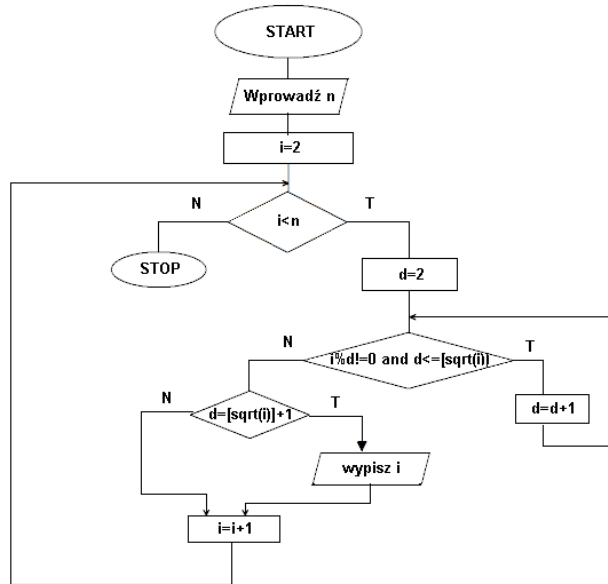 START
Wprowadź n
i=2
N
T
i<n
STOP
d=2
N
T
i%d!=0 and d<=[sqrt(i)]
N
T
d=[sqrt(i)]+1
d=d+1
wypisz i
i=i+1